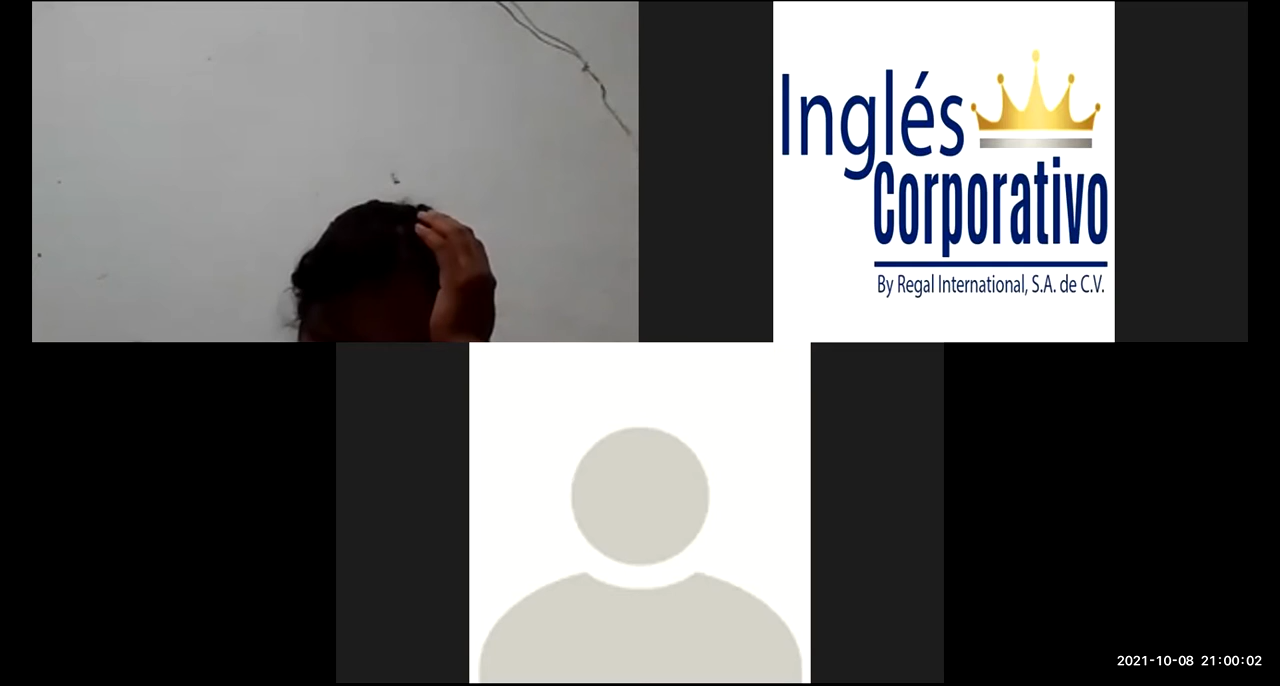 Inglés
Corporativo
By Regal International, S.A. de C.V.
2021-10-08 21:00:02